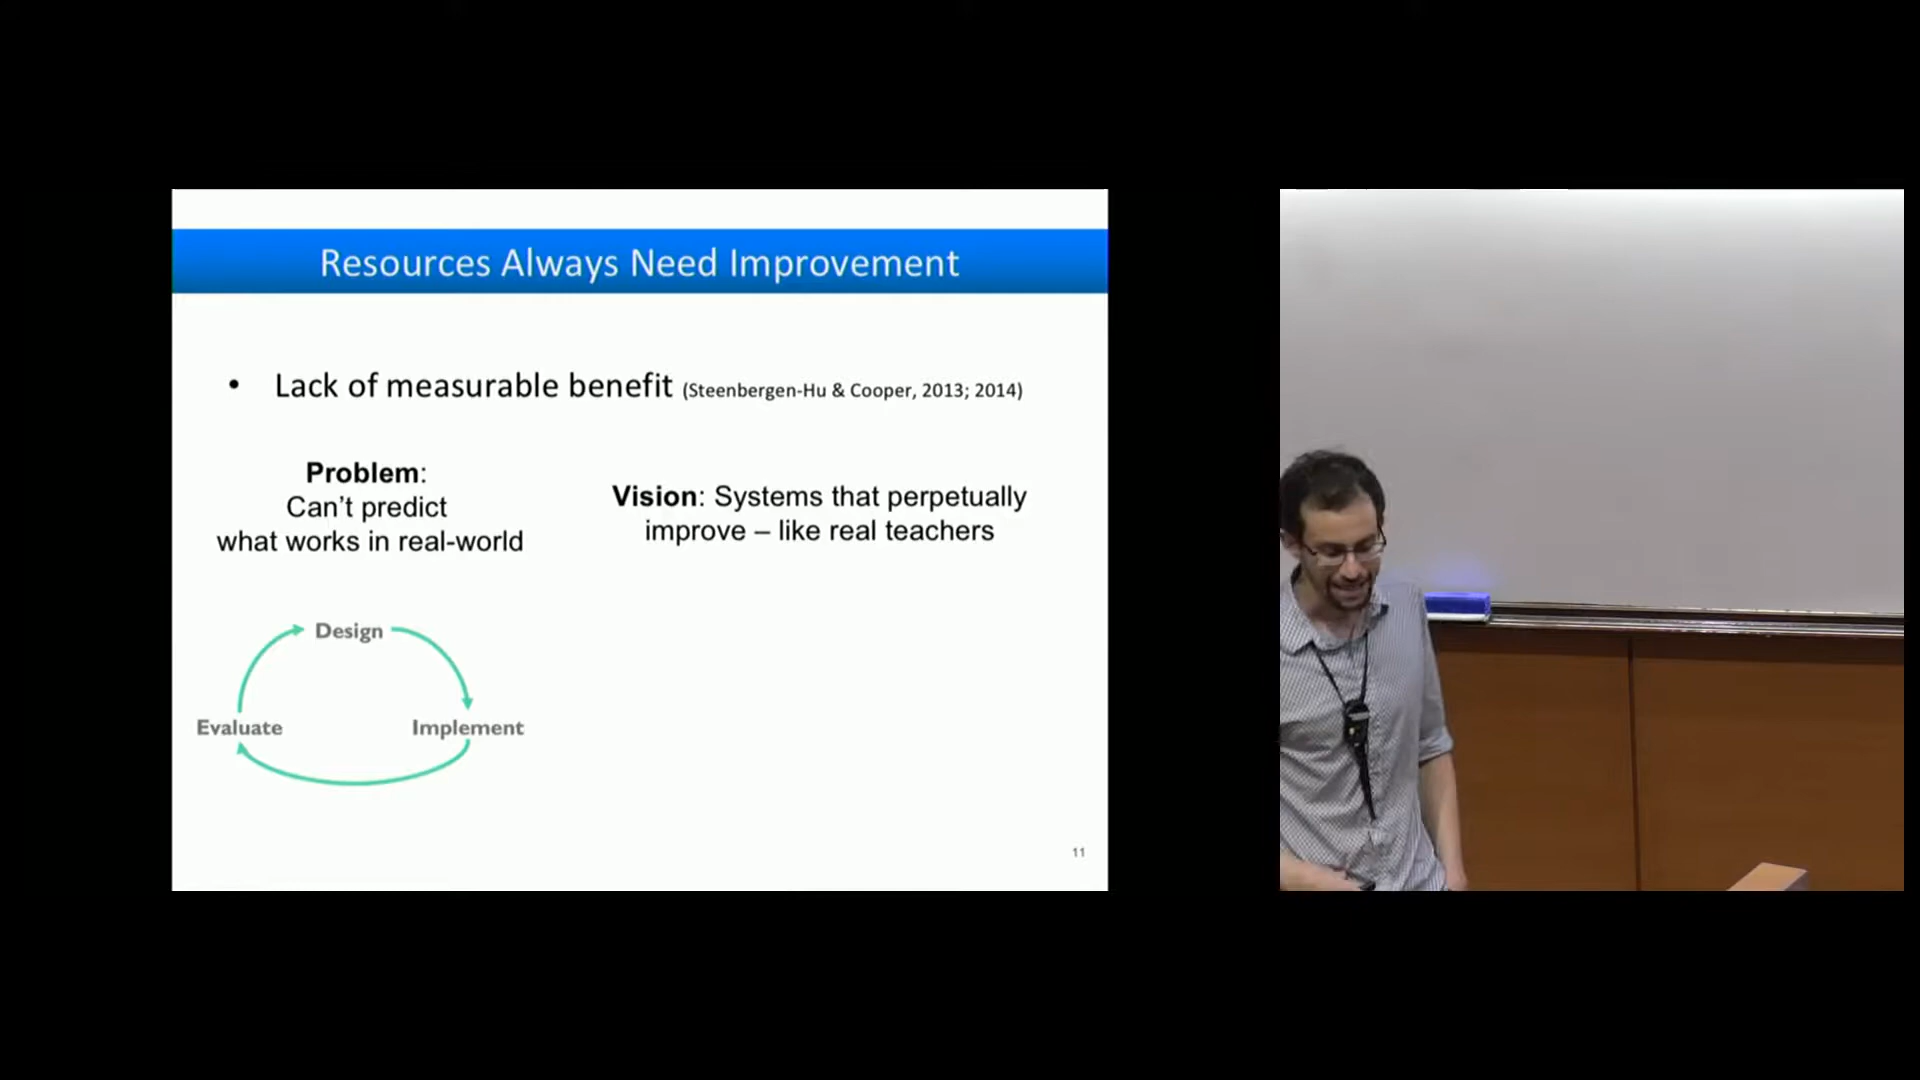 Resources Always Need Improvement
• Lack of measurable benefit (Steenbergen-Hu & Cooper, 2013; 2014)
Problem:
Can't predict
what works in real-world
Vision: Systems that perpetually
improve – like real teachers
Design
Evaluate
Implement
11